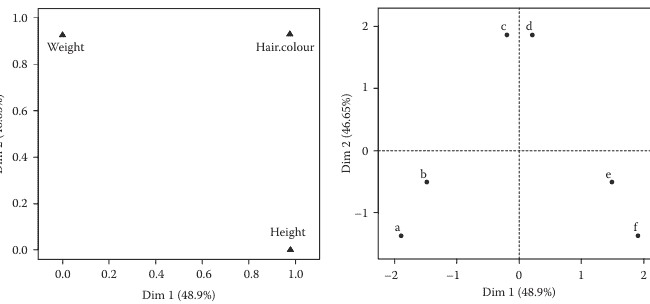 1.0
0.8
0.6
0.4
0.2
0.0
Weight
Hair.colour
Height
0.0 0.2 0.4 0.6 0.8 1.0
Dim 1 (48.9%)
Dim 2 (46.65%)
2
1
0
−1
c d
b
e
a
f
−2 −1 0 1 2
Dim 1 (48.9%)